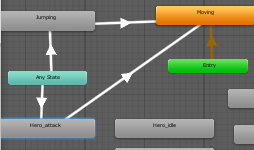 Jumping
Moving
Entry
Any State
Hero_attack
Hero_idle